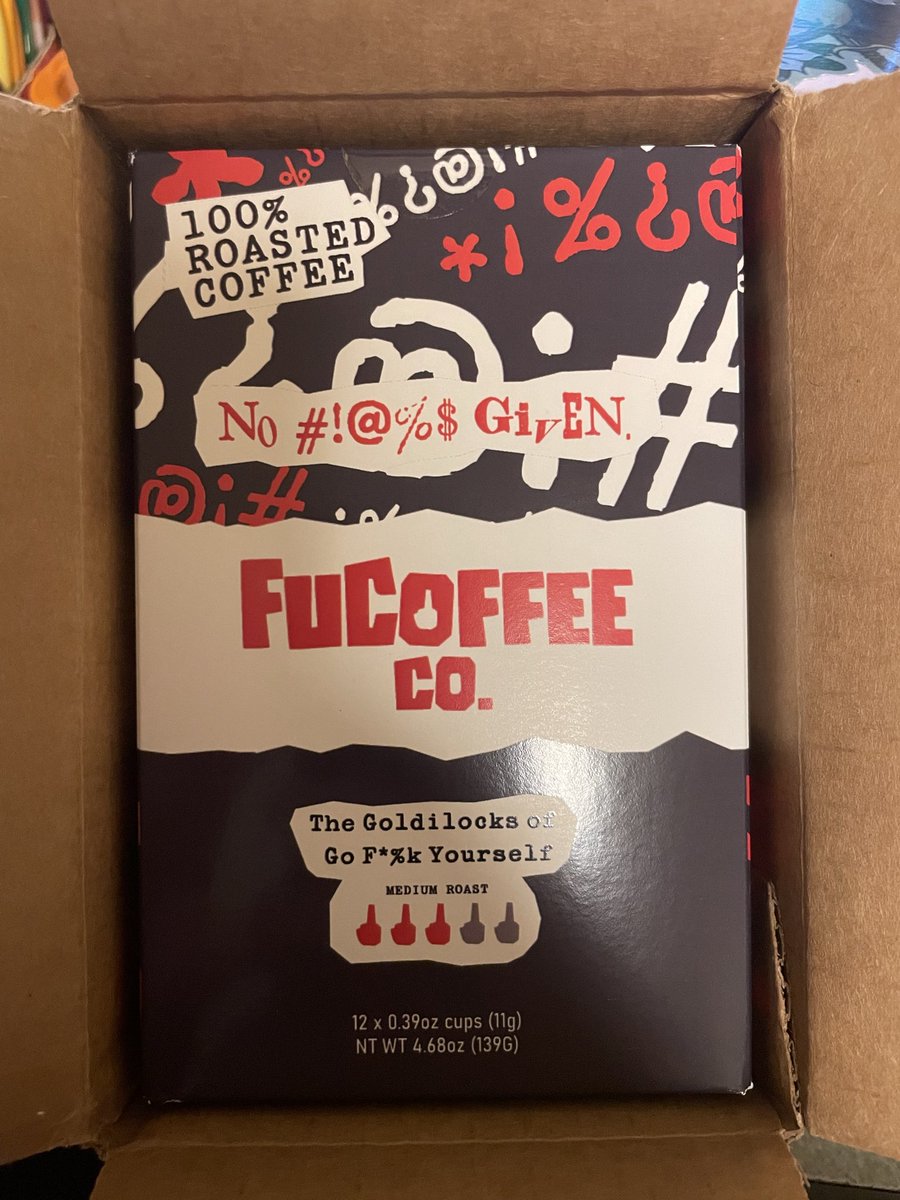 100%
ROASTED
COFFEE
No #!@%$ GivEN.
FuCOFFEE
CO.
The Goldilocks of
Go F*%k Yourself
MEDIUM ROAST
12 x 0.39oz cups (11g)
NT WT 4.68oz (139G)